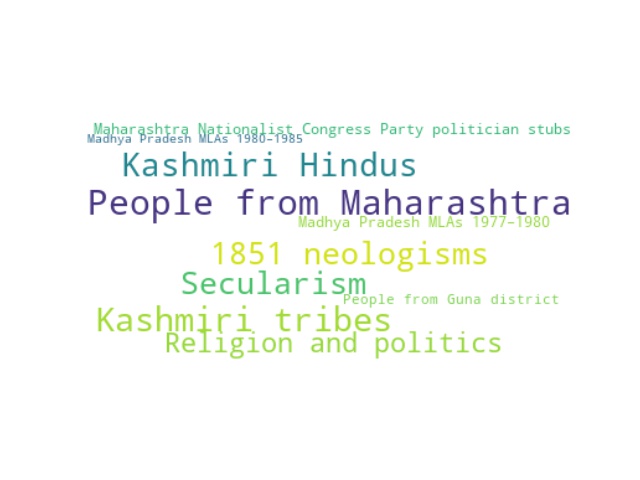 Maharashtra Nationalist Congress Party politician stubs
Madhya Pradesh MLAs 1980–1985
Kashmiri Hindus
People from Maharashtra
Madhya Pradesh MLAs 1977–1980
1851 neologisms
Secularism
People from Guna district
Kashmiri tribes
Religion and politics